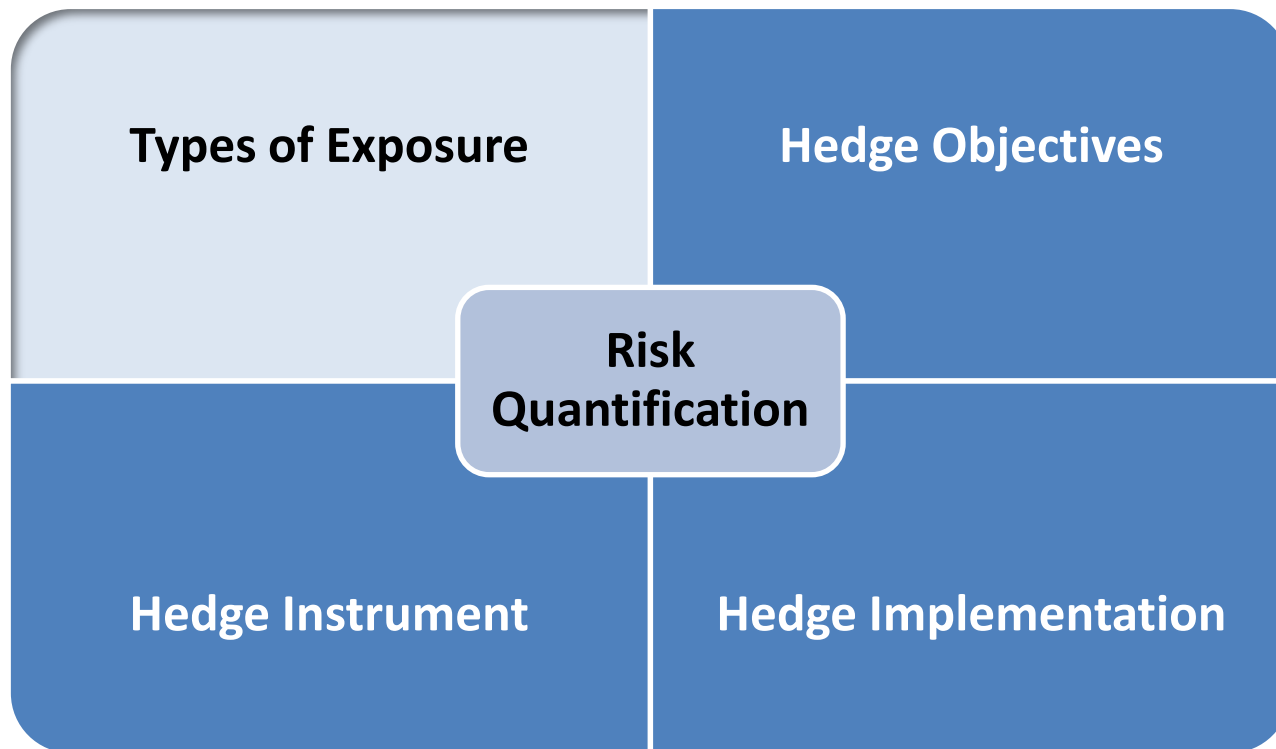 Types of Exposure
Hedge Objectives
Risk
Quantification
Hedge Instrument
Hedge Implementation